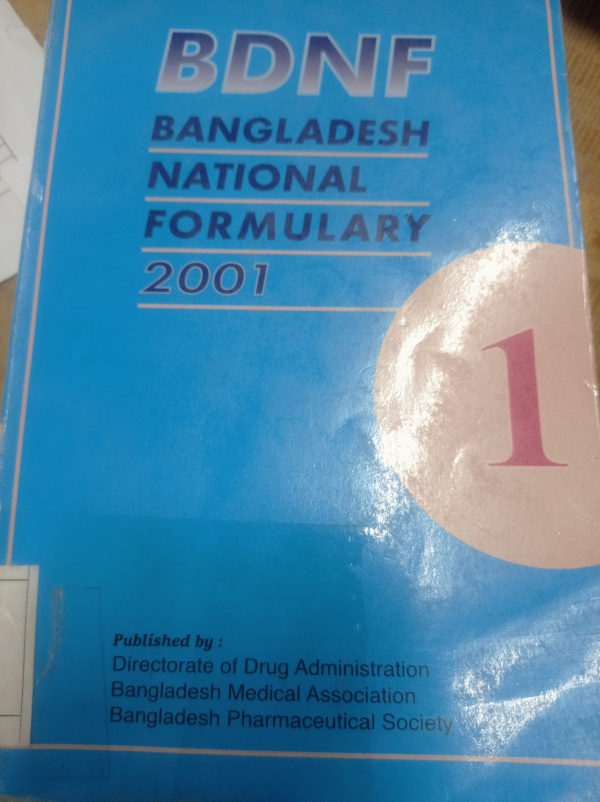 BDNF
BANGLADESH
NATIONAL
FORMULARY
2001
1
Published by :
Directorate of Drug Administration
Bangladesh Medical Association
Bangladesh Pharmaceutical Society